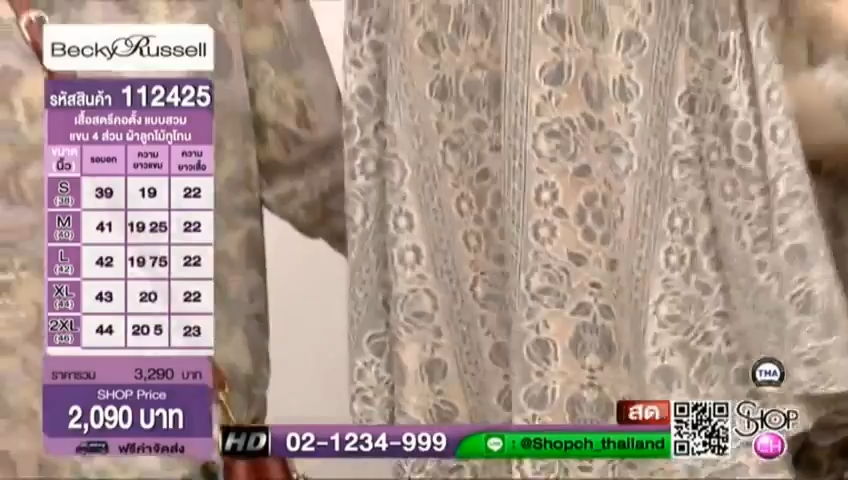 Becky Russell
รหัสสินค้า 112425
เสื้อสตรีคอตั้ง แบบสวม
แขน 4 ส่วน ผ้าลูกไม้ทูโทน
ขนาด (นิ้ว) รอบอก ความยาวแขน ความยาวเสื้อ
S (38) 39 19 22
M (40) 41 19 25 22
L (42) 42 19 75 22
XL (44) 43 20 22
2XL (46) 44 20 5 23
ราคารวม 3,290 บาท
SHOP Price
2,090 บาท
ฟรีค่าจัดส่ง
HD 02-1234-999
LINE : @Shopch_thailand
สด
THA
SHOP
CH